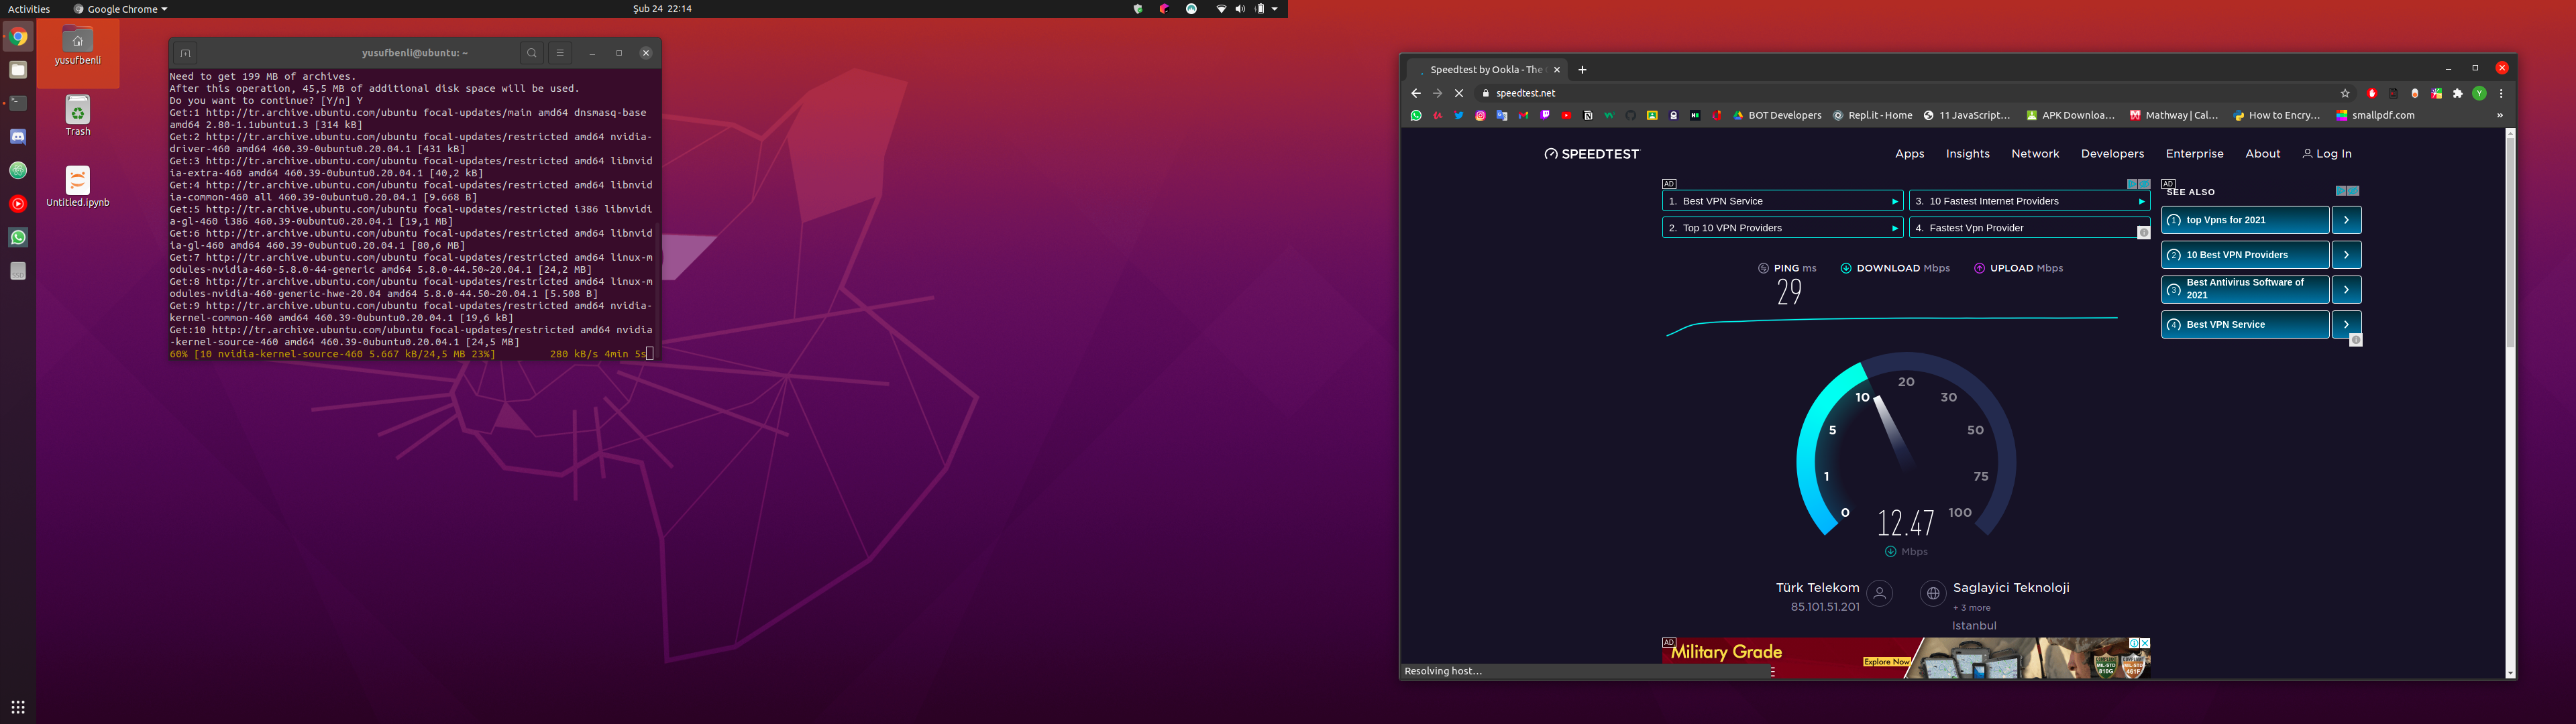 Activities
Google Chrome
Şub 24 22:14
yusufbenli
Trash
Untitled.ipynb
SSD
yusufbenli@ubuntu: ~
Need to get 199 MB of archives.
After this operation, 45,5 MB of additional disk space will be used.
Do you want to continue? [Y/n] Y
Get:1 http://tr.archive.ubuntu.com/ubuntu focal-updates/main amd64 dnsmasq-base
amd64 2.80-1.1ubuntu1.3 [314 kB]
Get:2 http://tr.archive.ubuntu.com/ubuntu focal-updates/restricted amd64 nvidia-
driver-460 amd64 460.39-0ubuntu0.20.04.1 [431 kB]
Get:3 http://tr.archive.ubuntu.com/ubuntu focal-updates/restricted amd64 libnvid
ia-extra-460 amd64 460.39-0ubuntu0.20.04.1 [40,2 kB]
Get:4 http://tr.archive.ubuntu.com/ubuntu focal-updates/restricted amd64 libnvid
ia-common-460 all 460.39-0ubuntu0.20.04.1 [9.668 B]
Get:5 http://tr.archive.ubuntu.com/ubuntu focal-updates/restricted i386 libnvidi
a-gl-460 i386 460.39-0ubuntu0.20.04.1 [19,1 MB]
Get:6 http://tr.archive.ubuntu.com/ubuntu focal-updates/restricted amd64 libnvid
ia-gl-460 amd64 460.39-0ubuntu0.20.04.1 [80,6 MB]
Get:7 http://tr.archive.ubuntu.com/ubuntu focal-updates/restricted amd64 linux-m
odules-nvidia-460-5.8.0-44-generic amd64 5.8.0-44.50~20.04.1 [24,2 MB]
Get:8 http://tr.archive.ubuntu.com/ubuntu focal-updates/restricted amd64 linux-m
odules-nvidia-460-generic-hwe-20.04 amd64 5.8.0-44.50~20.04.1 [5.508 B]
Get:9 http://tr.archive.ubuntu.com/ubuntu focal-updates/restricted amd64 nvidia-
kernel-common-460 amd64 460.39-0ubuntu0.20.04.1 [19,6 kB]
Get:10 http://tr.archive.ubuntu.com/ubuntu focal-updates/restricted amd64 nvidia
-kernel-source-460 amd64 460.39-0ubuntu0.20.04.1 [24,5 MB]
60% [10 nvidia-kernel-source-460 5.667 kB/24,5 MB 23%] 280 kB/s 4min 5s
Speedtest by Ookla - The
speedtest.net
Y
BOT Developers
Repl.it - Home
11 JavaScript…
APK Downloa…
Mathway | Cal…
How to Encry…
smallpdf.com
»
SPEEDTEST
Apps
Insights
Network
Developers
Enterprise
About
Log In
AD
1. Best VPN Service
3. 10 Fastest Internet Providers
2. Top 10 VPN Providers
4. Fastest Vpn Provider
AD
SEE ALSO
1 top Vpns for 2021
2 10 Best VPN Providers
3 Best Antivirus Software of
2021
4 Best VPN Service
PING ms
DOWNLOAD Mbps
UPLOAD Mbps
29
0
1
5
10
20
30
50
75
100
12.47
Mbps
Türk Telekom
85.101.51.201
Saglayici Teknoloji
+ 3 more
Istanbul
AD
Military Grade
Explore Now
MIL-STD
810G
MIL-STD
461F
Resolving host…